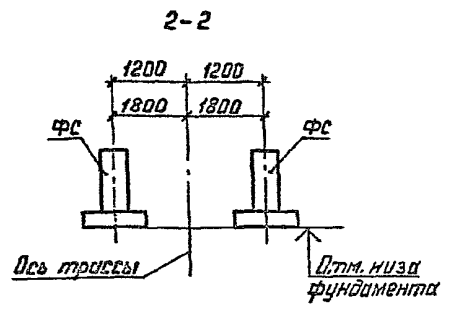 2-2
1200 1200
1800 1800
ФС ФС
Ось трассы
Отм. низа
фундамента